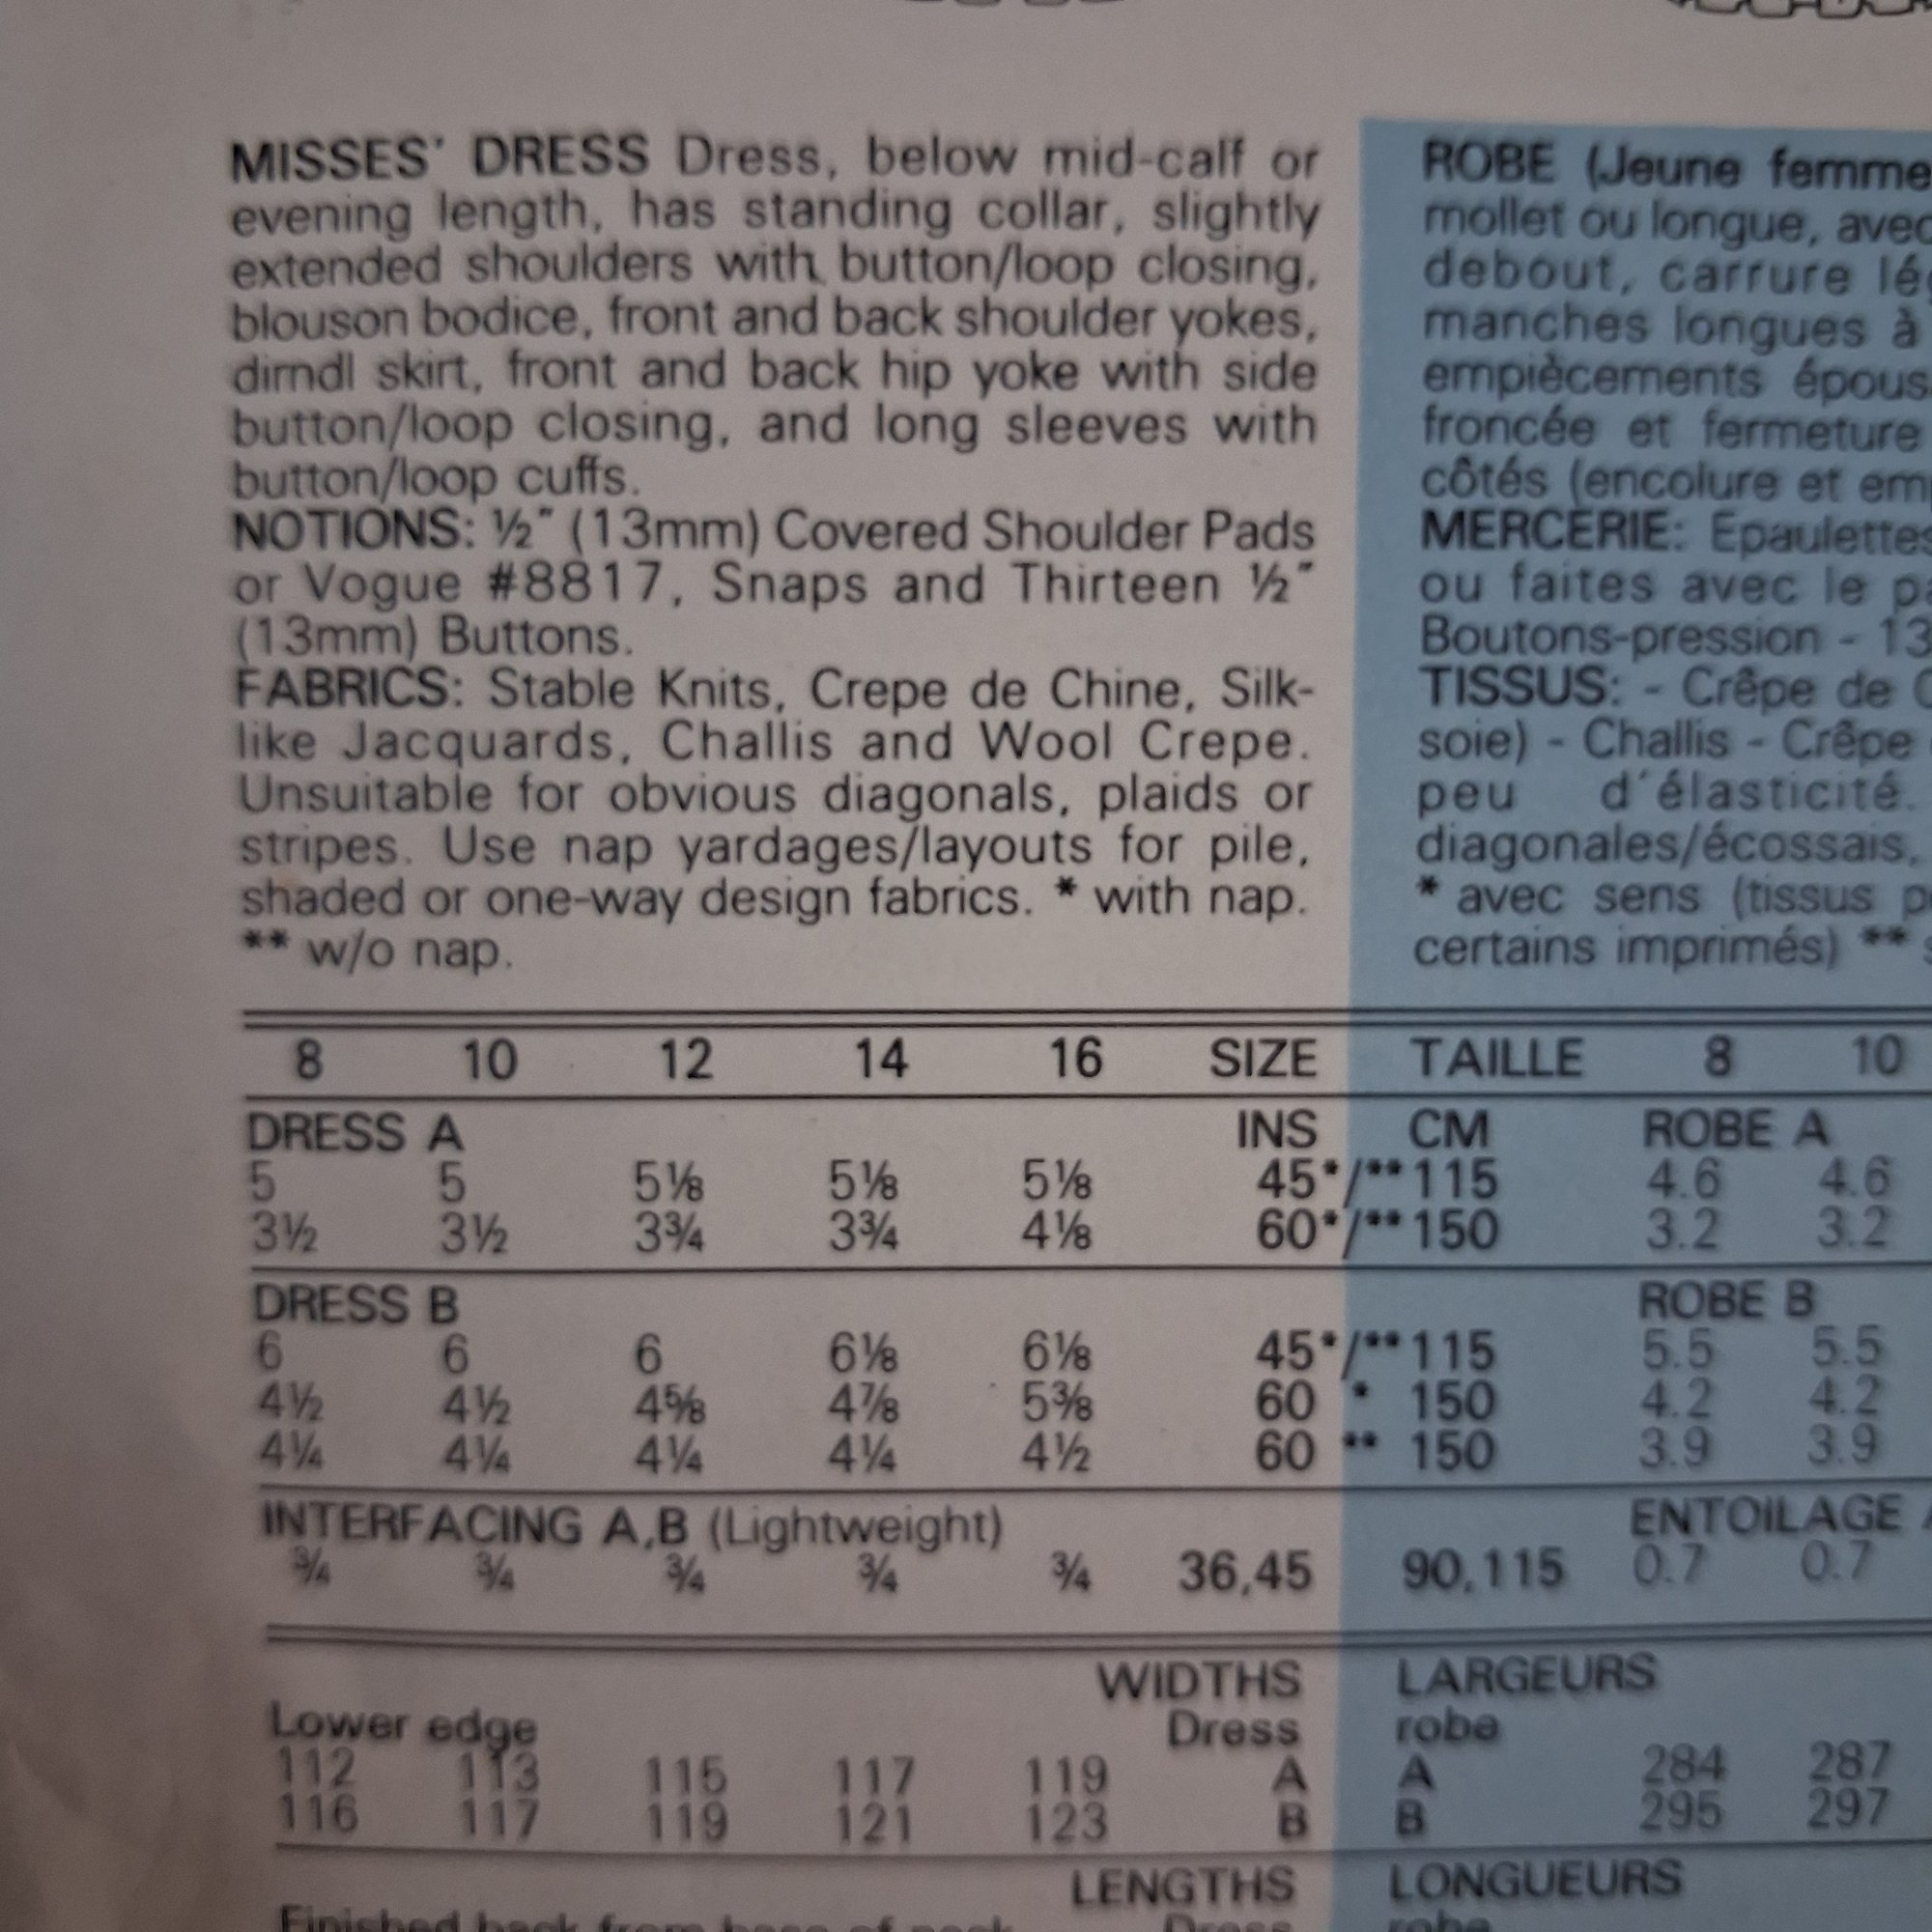 MISSES' DRESS Dress, below mid-calf or
evening length, has standing collar, slightly
extended shoulders with button/loop closing,
blouson bodice, front and back shoulder yokes,
dirndl skirt, front and back hip yoke with side
button/loop closing, and long sleeves with
button/loop cuffs.
NOTIONS: ½" (13mm) Covered Shoulder Pads
or Vogue #8817, Snaps and Thirteen ½"
(13mm) Buttons.
FABRICS: Stable Knits, Crepe de Chine, Silk-
like Jacquards, Challis and Wool Crepe.
Unsuitable for obvious diagonals, plaids or
stripes. Use nap yardages/layouts for pile,
shaded or one-way design fabrics. * with nap.
** w/o nap.
ROBE (Jeune femme
mollet ou longue, avec
debout, carrure
manches longues à
empiècements
froncée et fermeture
côtés (encolure et
MERCERIE: Epaulettes
ou faites avec le
Boutons-pression - 13
TISSUS: - Crêpe de
soie) - Challis - Crêpe
peu d'élasticité.
diagonales/écossais,
* avec sens (tissus
certains imprimés) **
8 10 12 14 16 SIZE TAILLE 8 10
DRESS A INS CM ROBE A
5 5 5⅛ 5⅛ 5⅛ 45*/**115 4.6 4.6
3½ 3½ 3¾ 3¾ 4⅛ 60*/**150 3.2 3.2
DRESS B ROBE B
6 6 6 6⅛ 6⅛ 45*/**115 5.5 5.5
4½ 4½ 4⅝ 4⅞ 5⅜ 60 * 150 4.2 4.2
4¼ 4¼ 4¼ 4¼ 4½ 60 ** 150 3.9 3.9
INTERFACING A,B (Lightweight) ENTOILAGE
¾ ¾ ¾ ¾ ¾ 36,45 90,115 0.7 0.7
WIDTHS LARGEURS
Lower edge Dress robe
112 113 115 117 119 A A 284 287
116 117 119 121 123 B B 295 297
LENGTHS LONGUEURS
Finished back from base of neck Dress robe